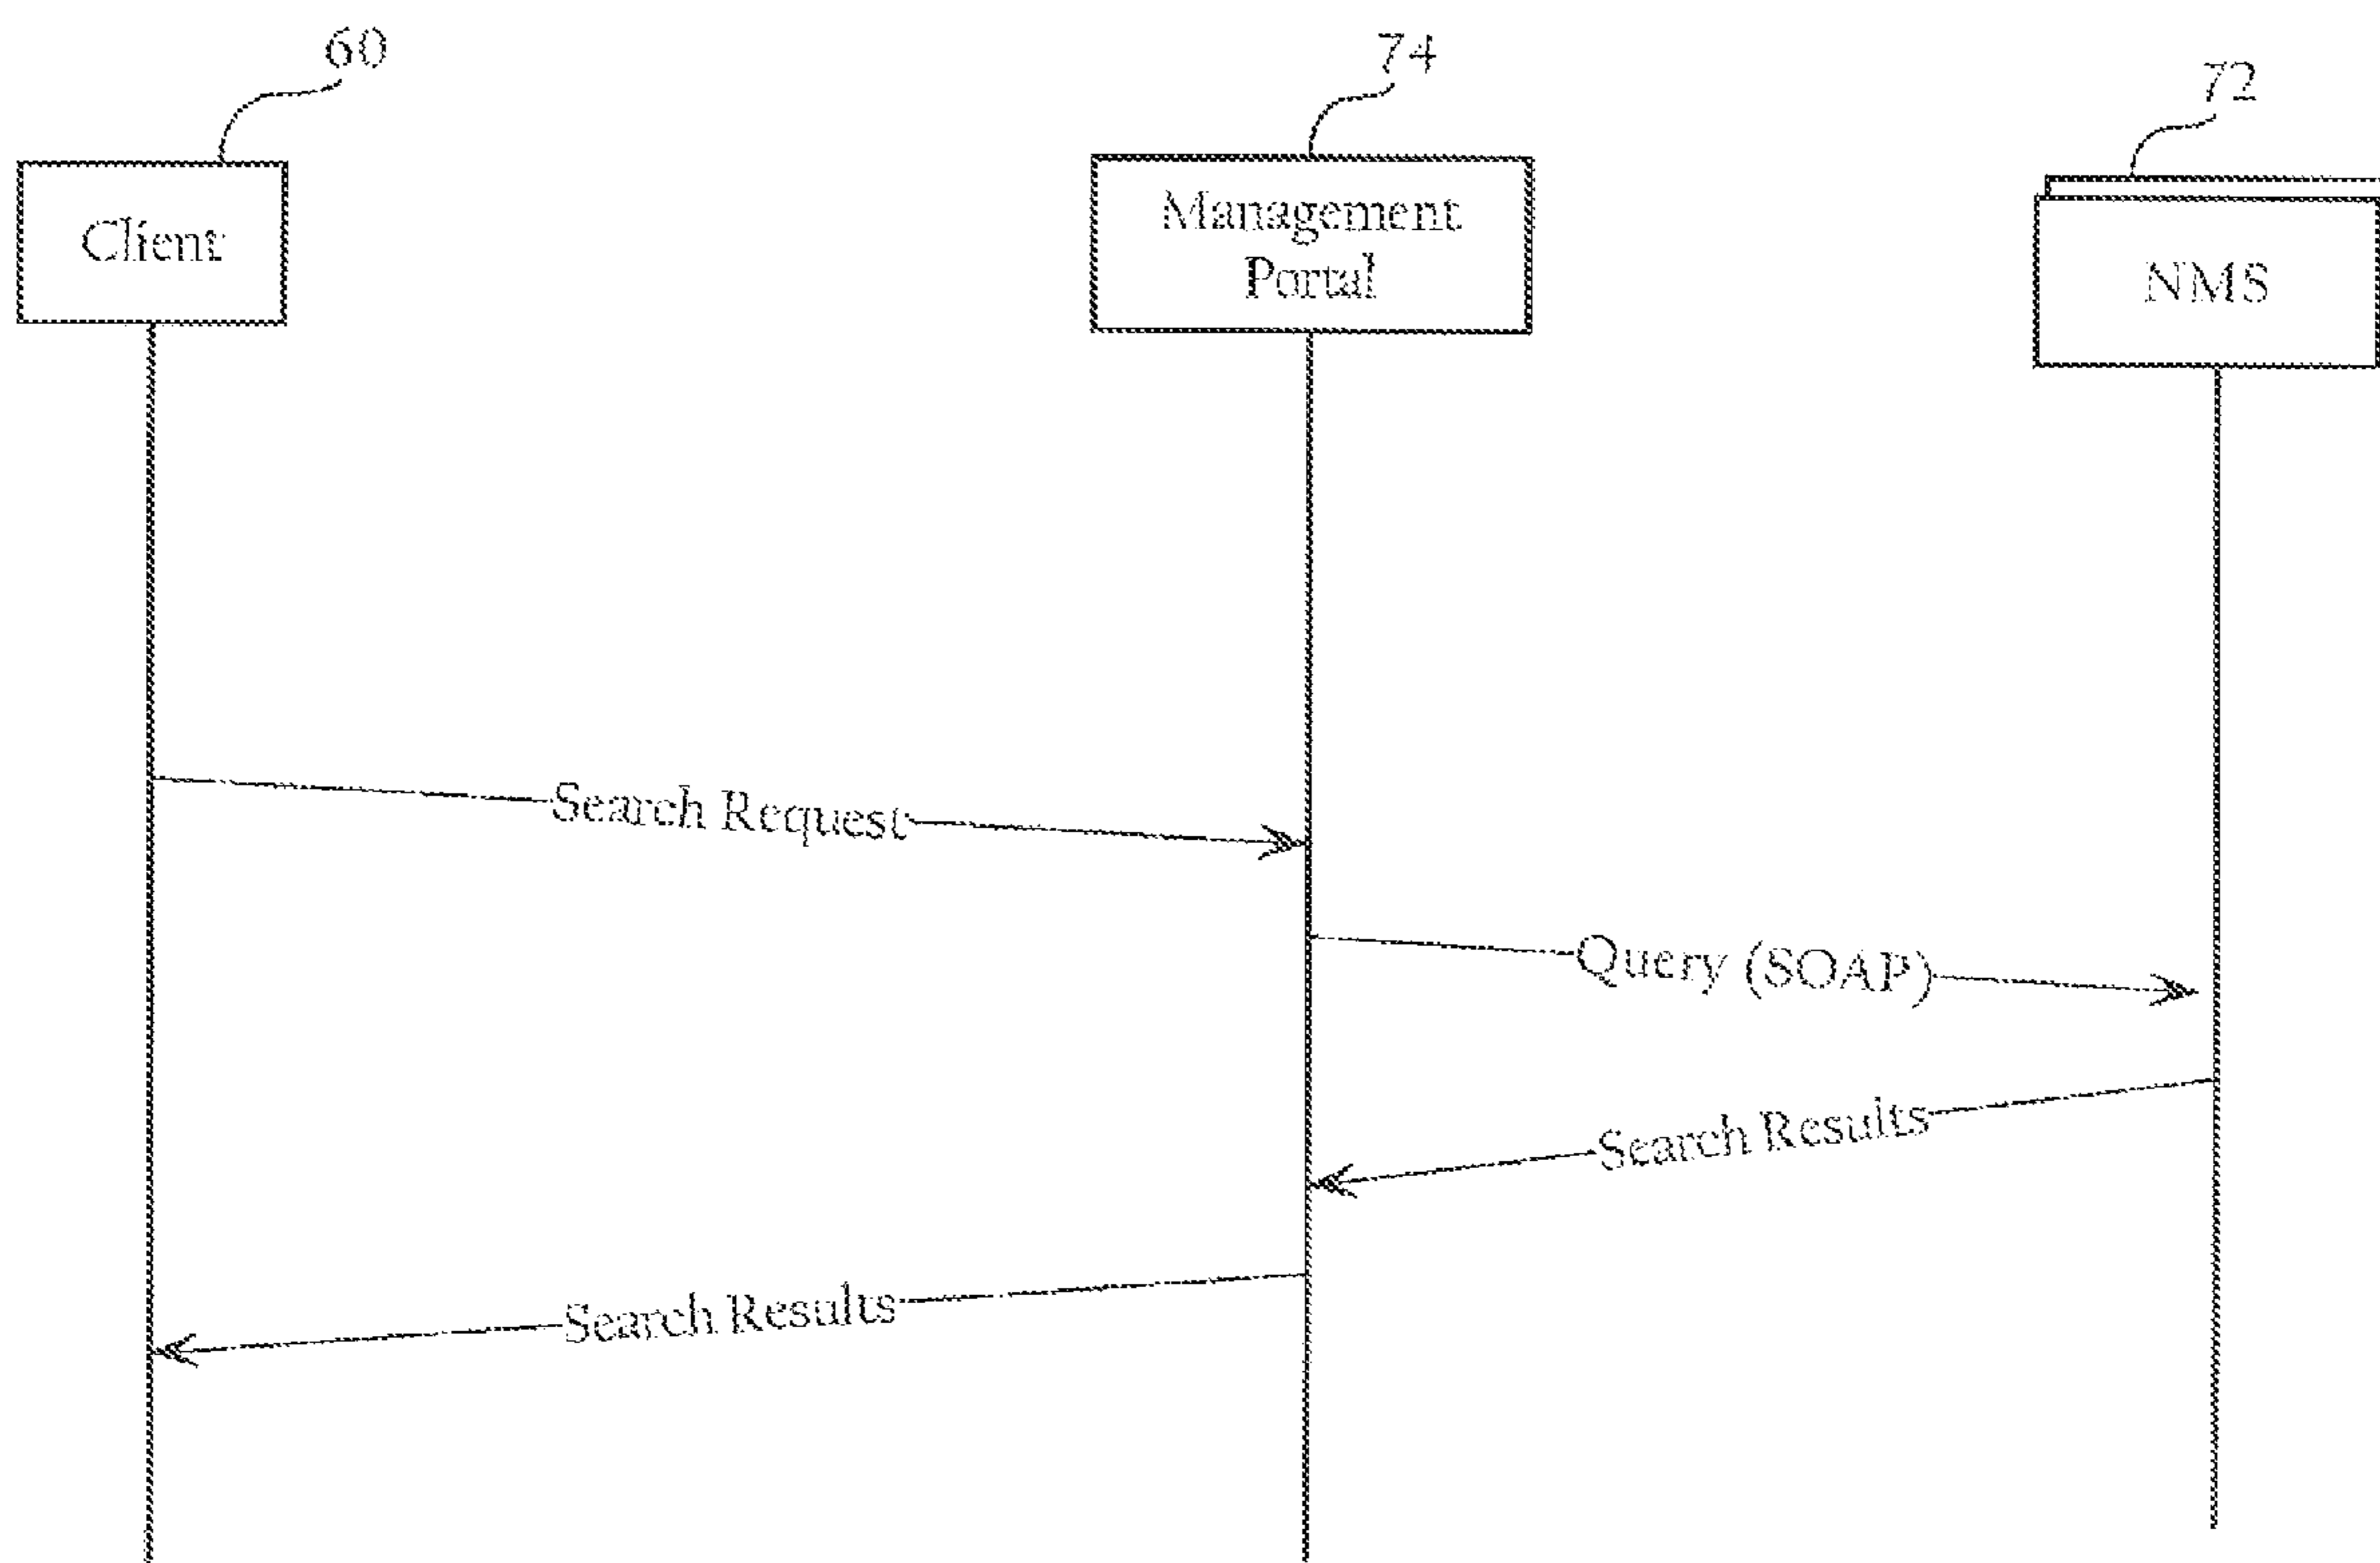 60
74
72
Client
Management
Portal
NMS
Search Request
Query (SOAP)
Search Results
Search Results